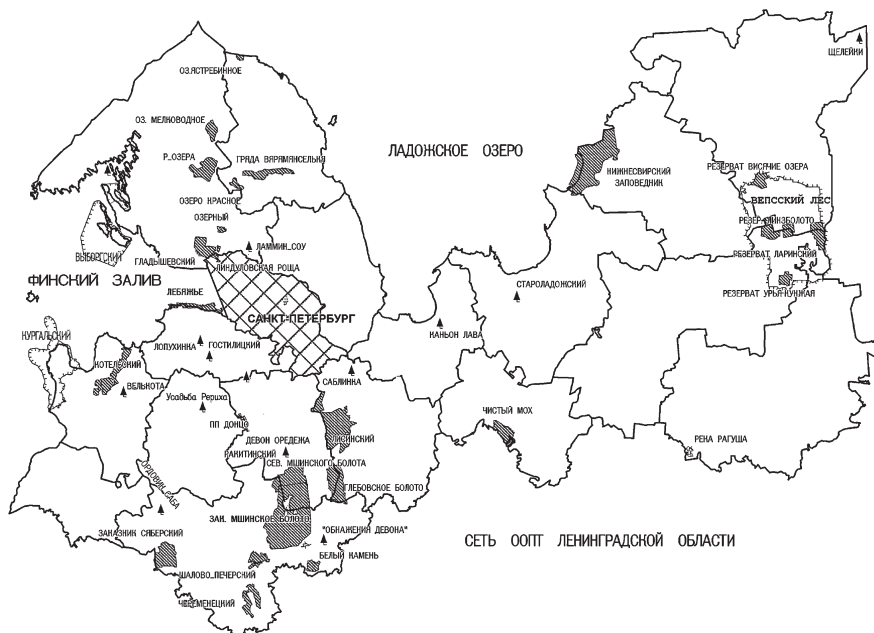 ЩЕЛЕЙКИ
ОЗ.ЯСТРЕБИННОЕ
ОЗ. МЕЛКОВОДНОЕ
ЛАДОЖСКОЕ ОЗЕРО
Р_ОЗЕРА
ГРЯДА ВЯРЯМЯНСЕЛЬКЯ
НИЖНЕСВИРСКИЙ
ЗАПОВЕДНИК
РЕЗЕРВАТ ВИСЯЧИЕ ОЗЕРА
ВЕПССКИЙ ЛЕС
ОЗЕРО КРАСНОЕ
ОЗЕРНЫЙ
ЛАММИН_СОУ
ВЫБОРГСКИЙ
ГЛАДЫШЕВСКИЙ
ЛИНДУЛОВСКАЯ РОЩА
РЕЗЕРВАТ ЛАРИНСКИЙ
ФИНСКИЙ ЗАЛИВ
СТАРОЛАДОЖСКИЙ
РЕЗЕРВАТ УРЬЯ-КУНЖАЯ
ЛЕБЯЖЬЕ
САНКТ-ПЕТЕРБУРГ
КУРГАЛЬСКИЙ
КАНЬОН ЛАВА
ЛОПУХИНКА
ГОСТИЛИЦКИЙ
КОТЕЛЬСКИЙ
ВЕЛЬКОТА
САБЛИНКА
Усадьба Рериха
ЧИСТЫЙ МОХ
ПП ДОНЦО
ДЕВОН ОРЕДЕЖА
ЛИСИНСКИЙ
РЕКА РАГУША
РАКИТИНСКИЙ
СЕВ. МШИНСКОГО БОЛОТА
ГЛЕБОВСКОЕ БОЛОТО
ЗАК. МШИНСКОЕ БОЛОТО
"ОБНАЖЕНИЯ ДЕВОНА"
ЗАКАЗНИК СЯБЕРСКИЙ
СЕТЬ ООПТ ЛЕНИНГРАДСКОЙ ОБЛАСТИ
БЕЛЫЙ КАМЕНЬ
ШАЛОВО_ПЕЧЕРСКИЙ
ЧЕРЕМЕНЕЦКИЙ